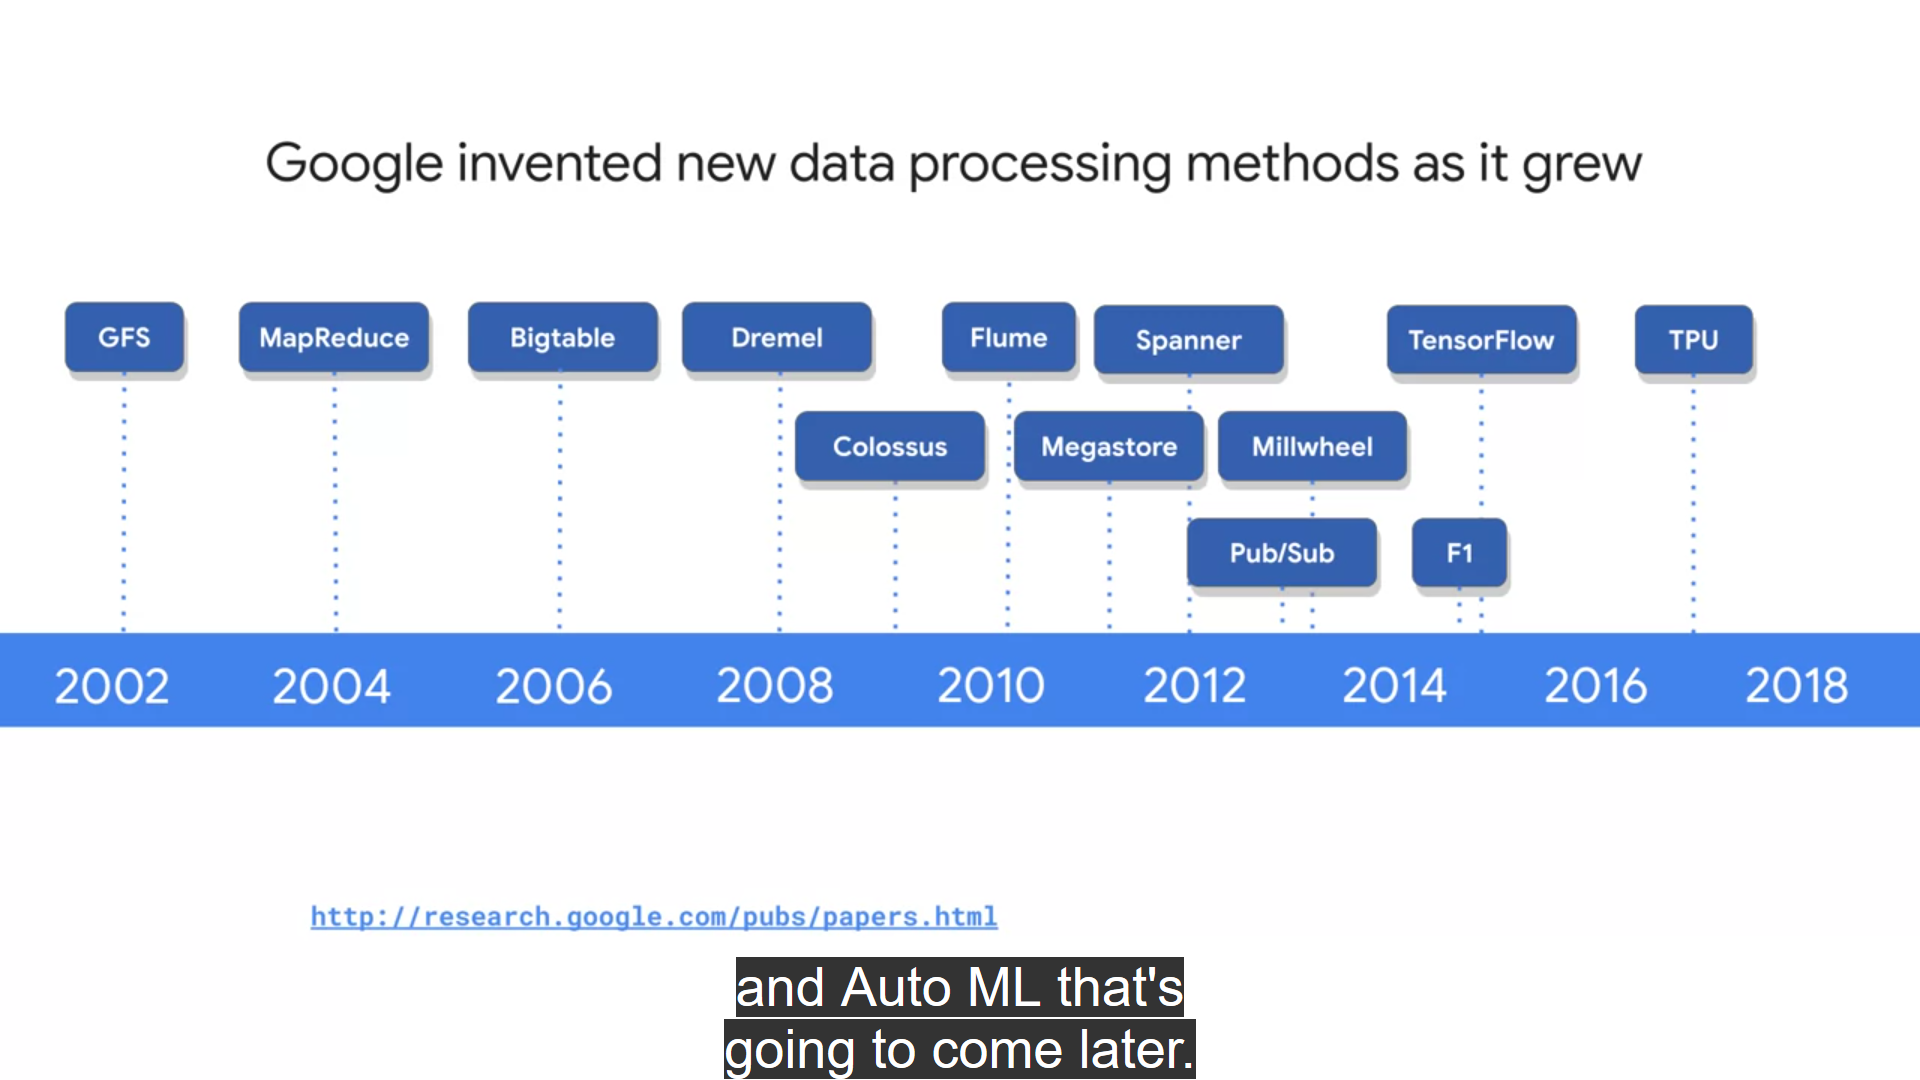 Google invented new data processing methods as it grew
GFS
MapReduce
Bigtable
Dremel
Flume
Spanner
TensorFlow
TPU
Colossus
Megastore
Millwheel
Pub/Sub
F1
2002
2004
2006
2008
2010
2012
2014
2016
2018
http://research.google.com/pubs/papers.html
and Auto ML that's
going to come later.